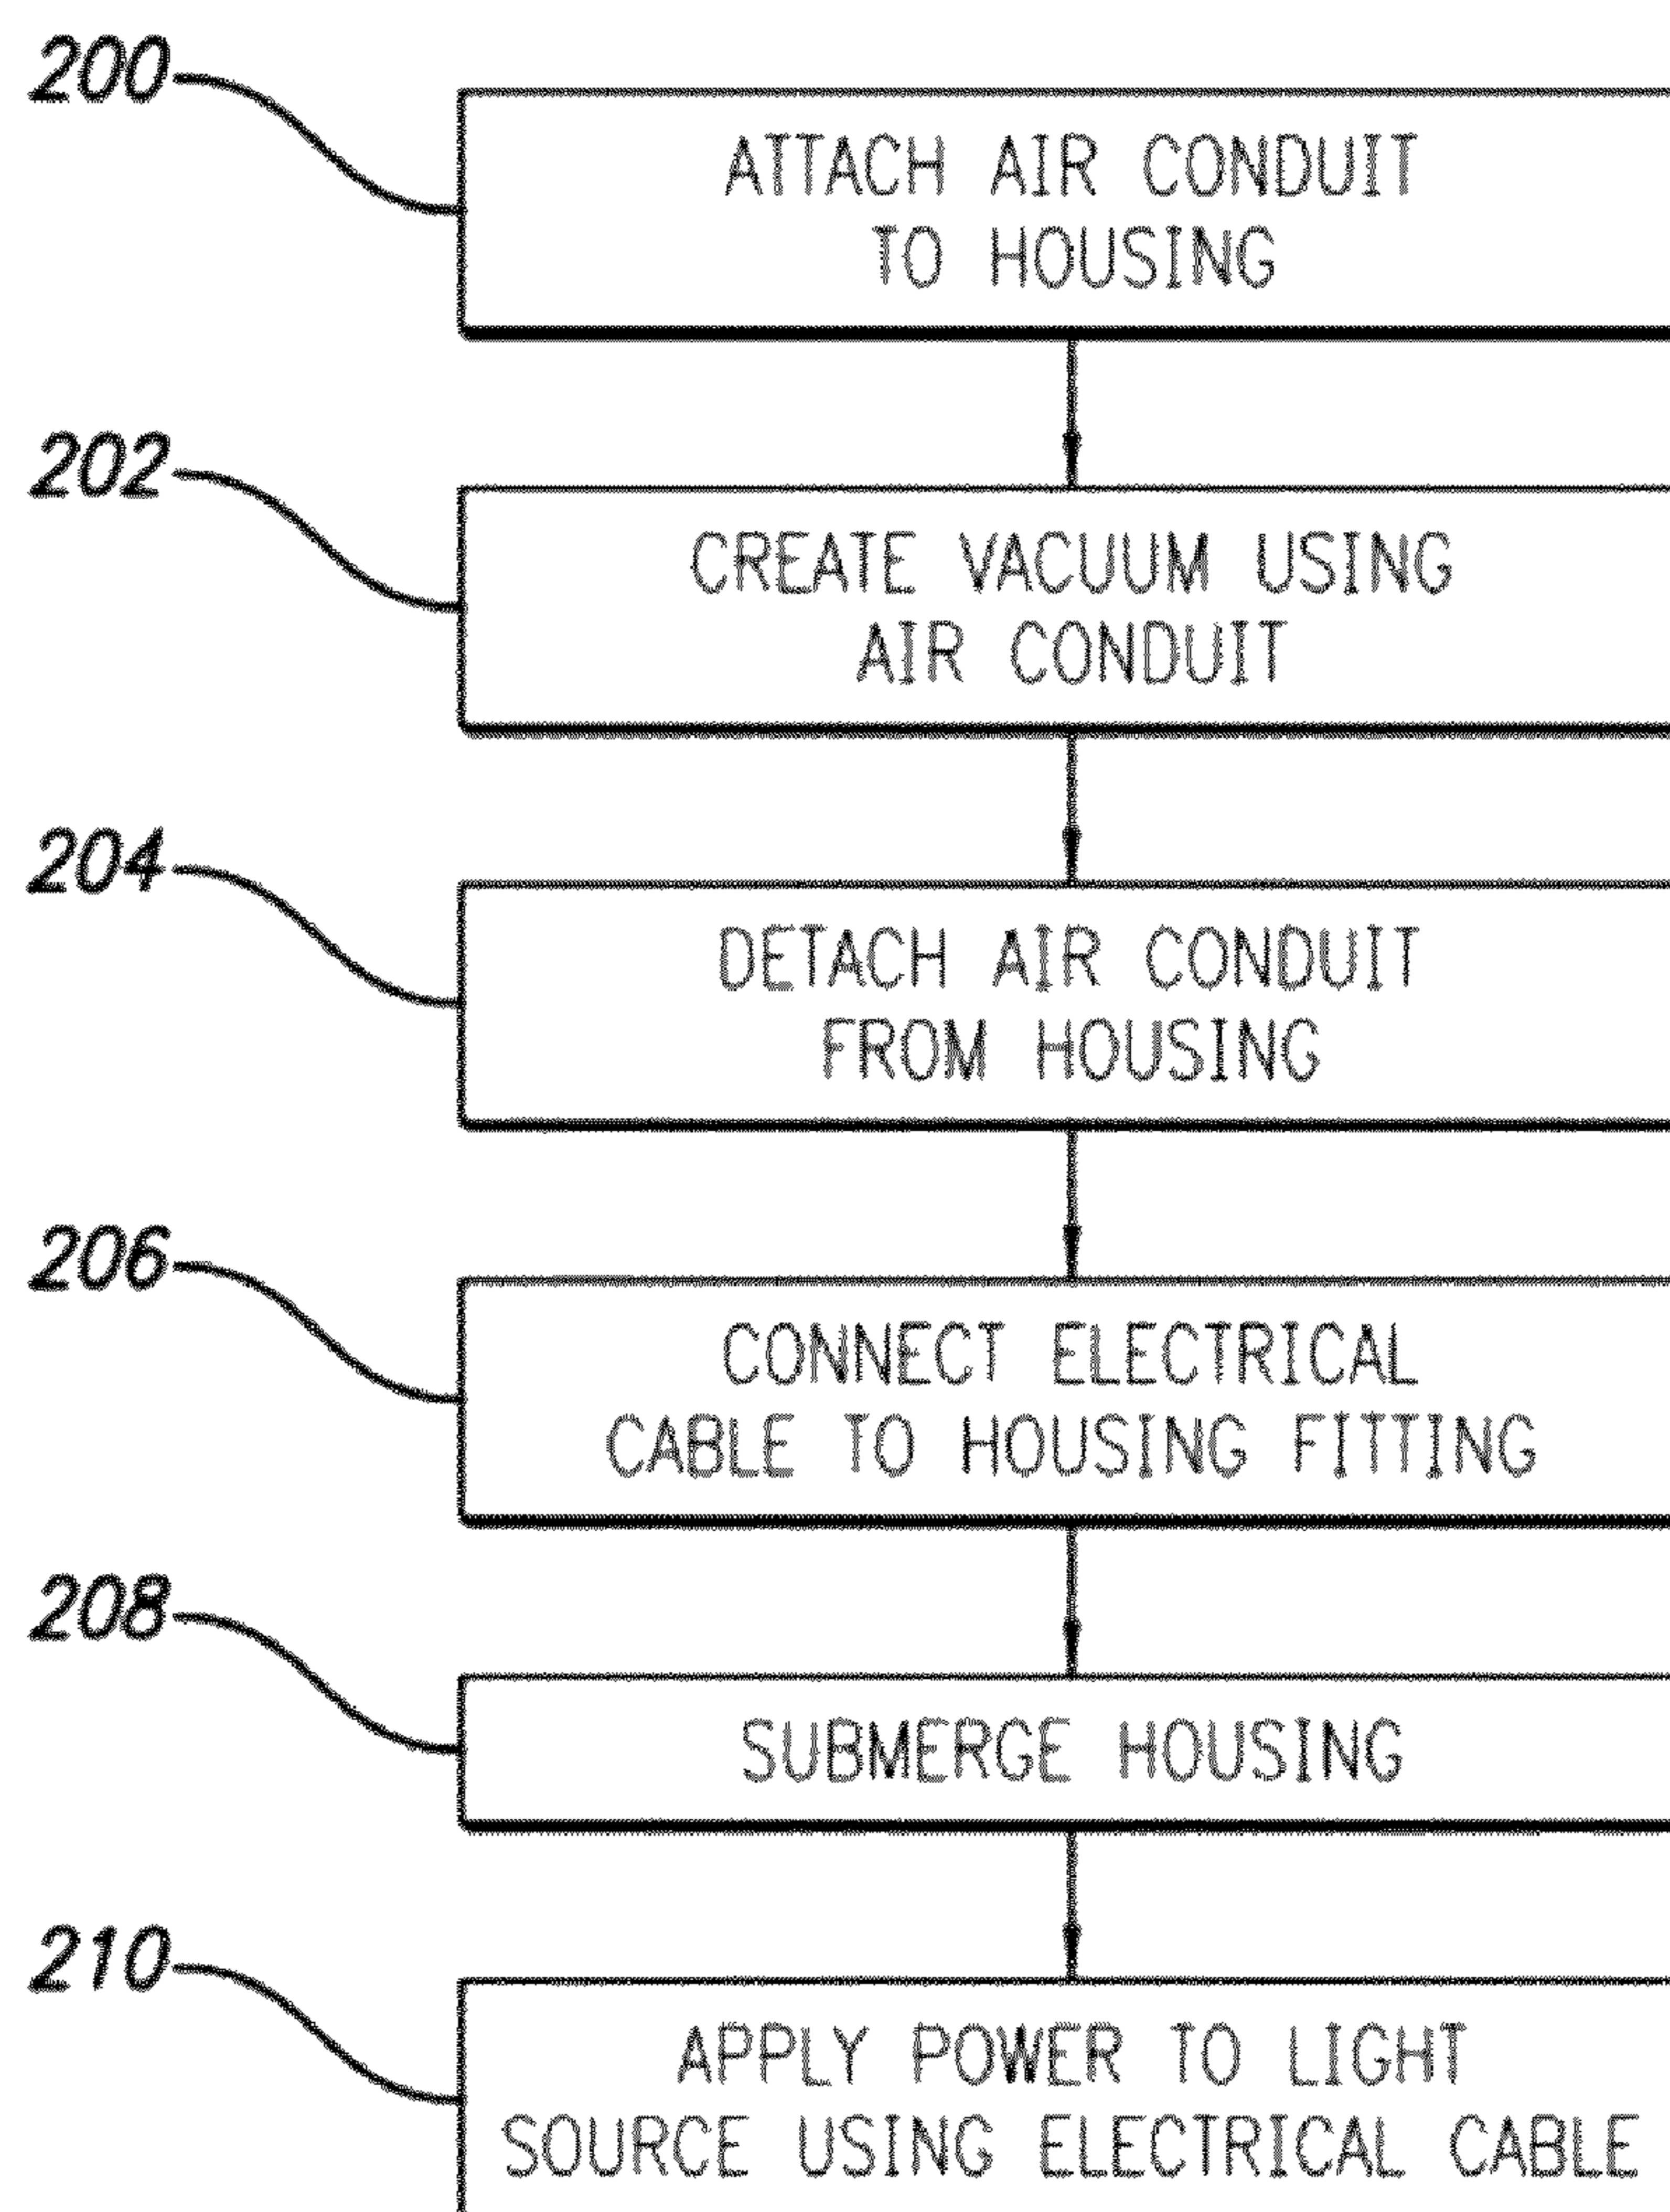 200
ATTACH AIR CONDUIT
TO HOUSING
202
CREATE VACUUM USING
AIR CONDUIT
204
DETACH AIR CONDUIT
FROM HOUSING
206
CONNECT ELECTRICAL
CABLE TO HOUSING FITTING
208
SUBMERGE HOUSING
210
APPLY POWER TO LIGHT
SOURCE USING ELECTRICAL CABLE